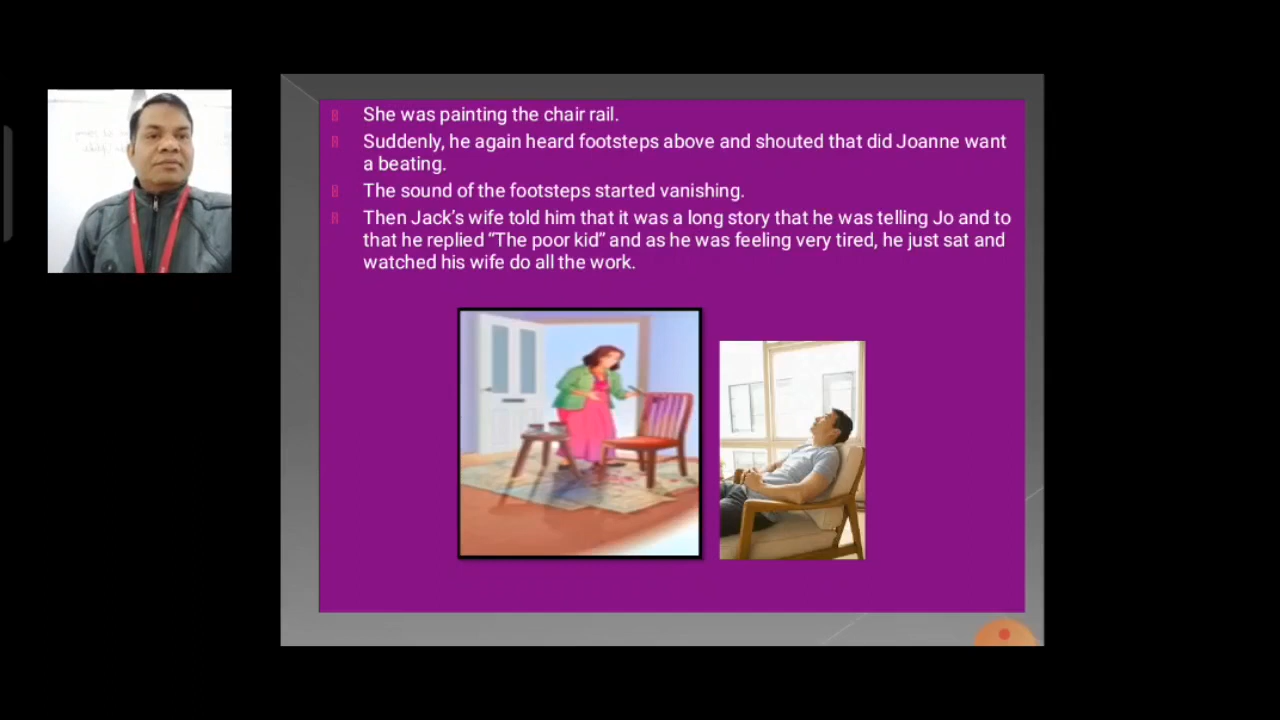 She was painting the chair rail.
Suddenly, he again heard footsteps above and shouted that did Joanne want
a beating.
The sound of the footsteps started vanishing.
Then Jack's wife told him that it was a long story that he was telling Jo and to
that he replied “The poor kid” and as he was feeling very tired, he just sat and
watched his wife do all the work.